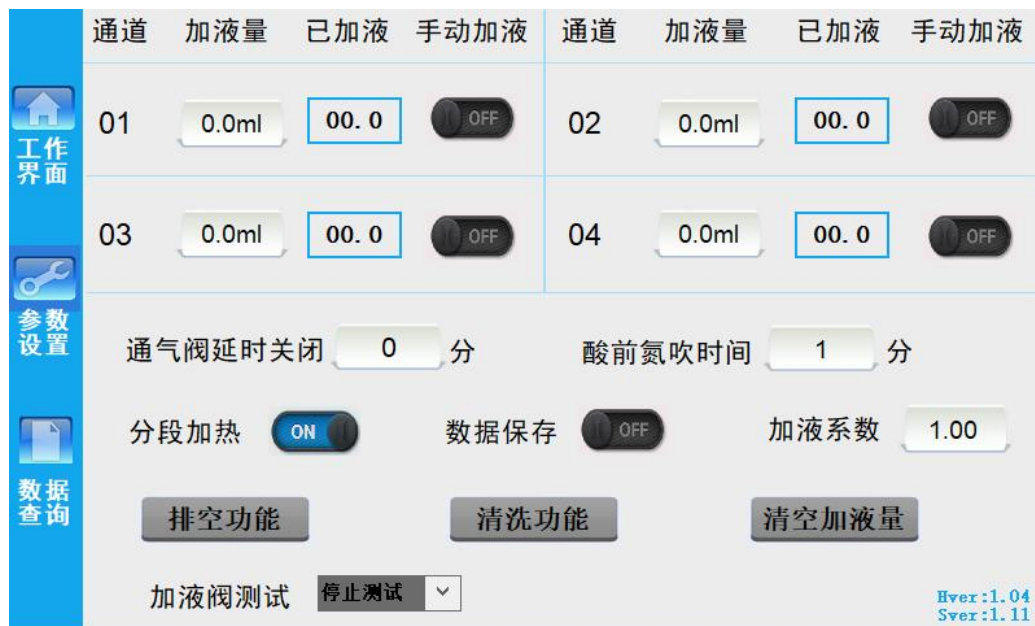 通道 加液量 已加液 手动加液 通道 加液量 已加液 手动加液
01 0.0ml 00.0 OFF 02 0.0ml 00.0 OFF
03 0.0ml 00.0 OFF 04 0.0ml 00.0 OFF
工作
界面
参数
设置
数据
查询
通气阀延时关闭 0 分 酸前氮吹时间 1 分
分段加热 ON 数据保存 OFF 加液系数 1.00
排空功能 清洗功能 清空加液量
加液阀测试 停止测试
Hver:1.04
Sver:1.11